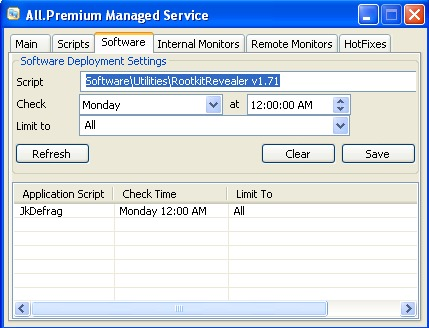 All.Premium Managed Service
Main Scripts Software Internal Monitors Remote Monitors HotFixes
Software Deployment Settings
Script Software\Utilities\RootkitRevealer v1.71
Check Monday at 12:00:00 AM
Limit to All
Refresh Clear Save
Application Script Check Time Limit To
JkDefrag Monday 12:00 AM All